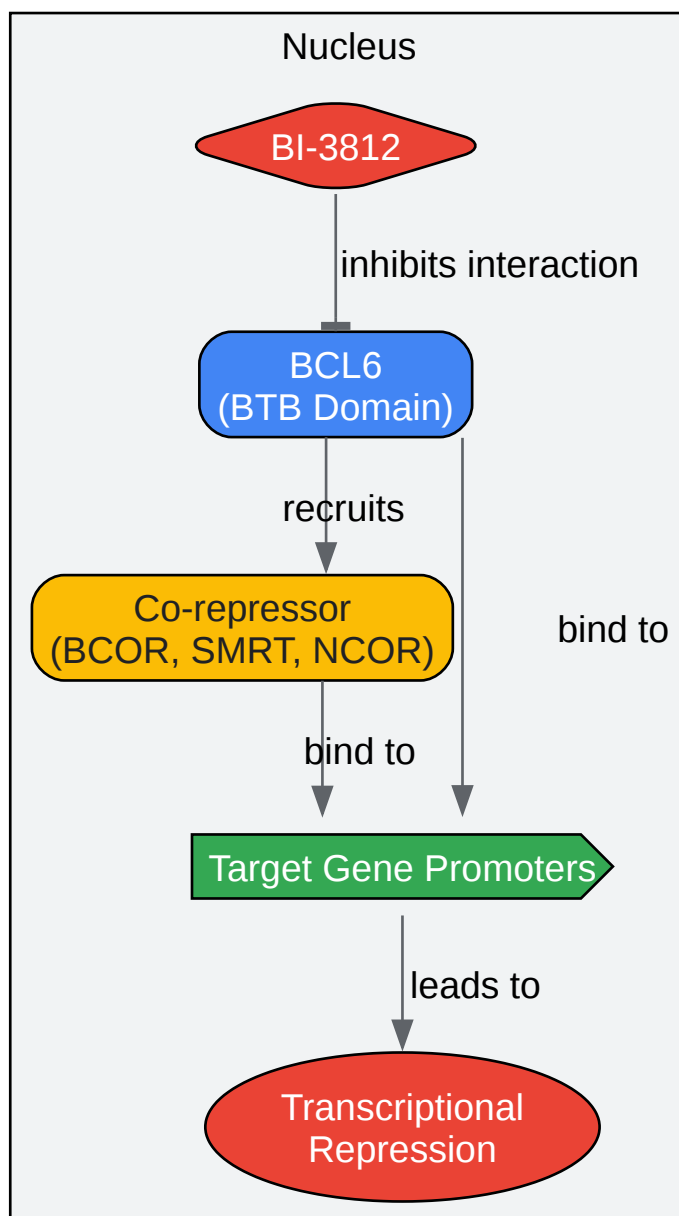 Nucleus
BI-3812
inhibits interaction
BCL6
(BTB Domain)
recruits
Co-repressor
(BCOR, SMRT, NCOR)
bind to
bind to
Target Gene Promoters
leads to
Transcriptional
Repression